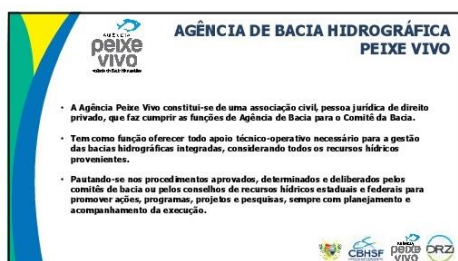 AGÊNCIA DE BACIA HIDROGRÁFICA
PEIXE VIVO
AGÊNCIA
peixe
vivo
• A Agência Peixe Vivo constitui-se de uma associação civil, pessoa jurídica de direito
privado, que faz cumprir as funções de Agência de Bacia para o Comitê da Bacia.
• Tem como função oferecer todo apoio técnico-operativo necessário para a gestão
das bacias hidrográficas integradas, considerando todos os recursos hídricos
provenientes.
• Pautando-se nos procedimentos aprovados, determinados e deliberados pelos
comitês de bacia ou pelos conselhos de recursos hídricos estaduais e federais para
promover ações, programas, projetos e pesquisas, sempre com planejamento e
acompanhamento da execução.
CBHSF
peixe
vivo
DRZ